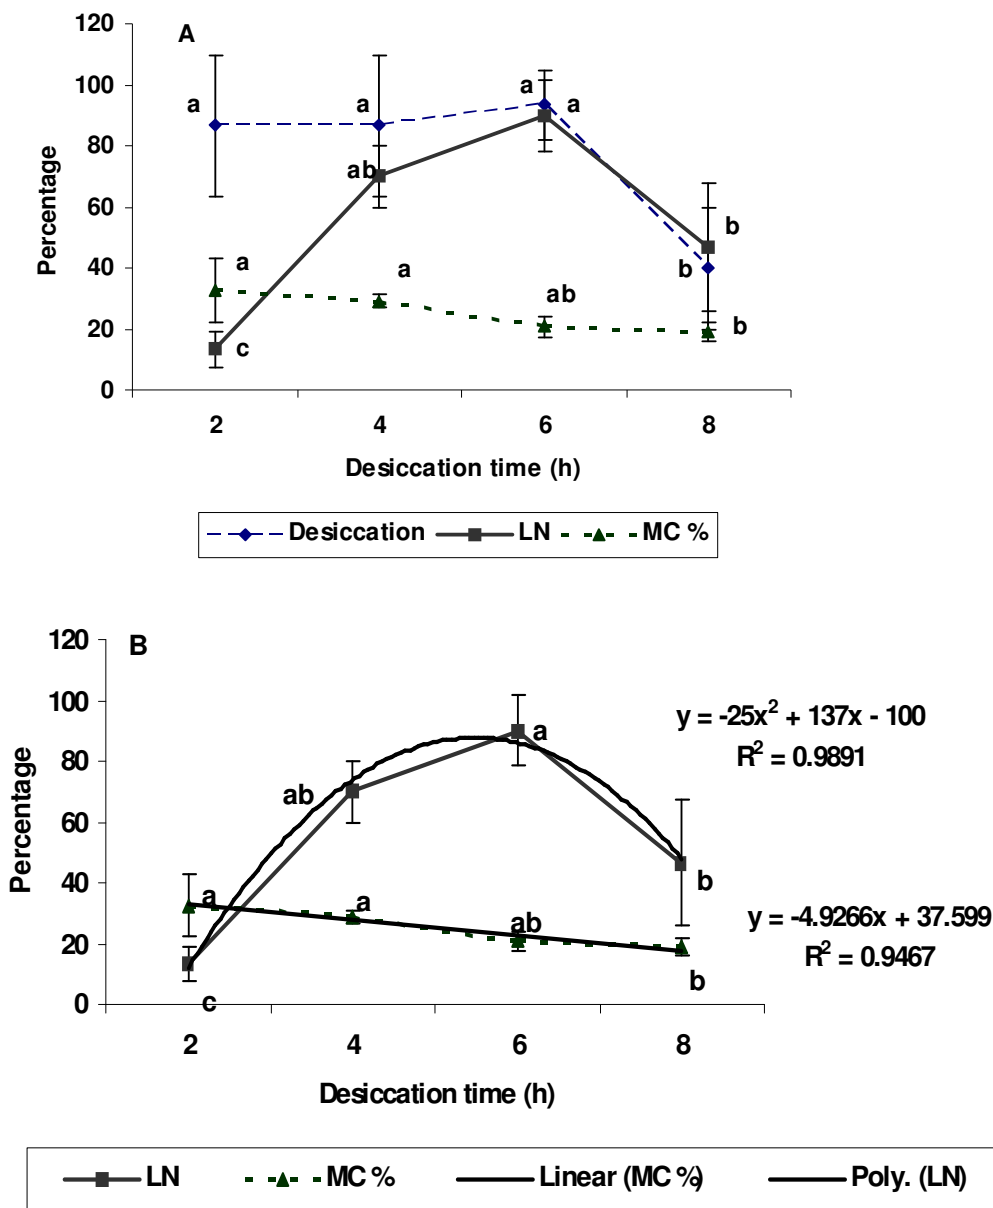 A
120
100
80
60
40
20
0
Percentage
a
a
a
a
ab
b
b
a
a
ab
b
c
2 4 6 8
Desiccation time (h)
Desiccation LN MC %
B
120
100
80
60
40
20
0
Percentage
y = -25x² + 137x - 100
R² = 0.9891
a
ab
b
a
a
ab
b
c
y = -4.9266x + 37.599
R² = 0.9467
2 4 6 8
Desiccation time (h)
LN MC % Linear (MC %) Poly. (LN)